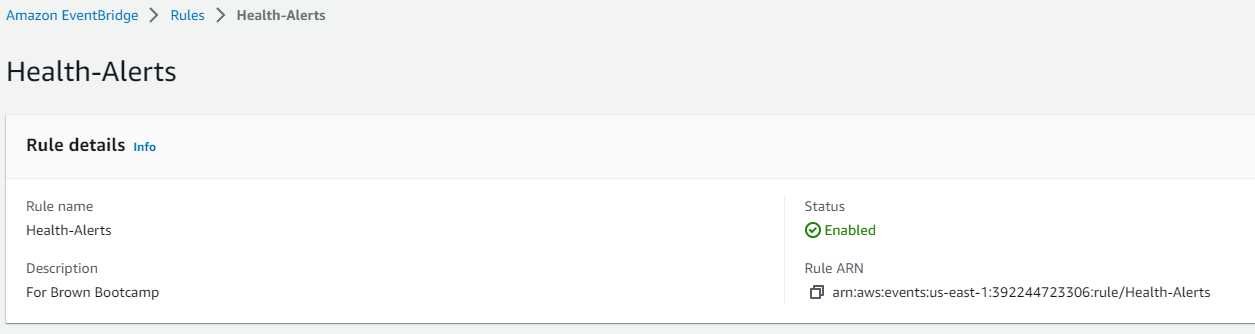 Amazon EventBridge > Rules > Health-Alerts
Health-Alerts
Rule details Info
Rule name
Health-Alerts
Status
Enabled
Description
For Brown Bootcamp
Rule ARN
arn:aws:events:us-east-1:392244723306:rule/Health-Alerts